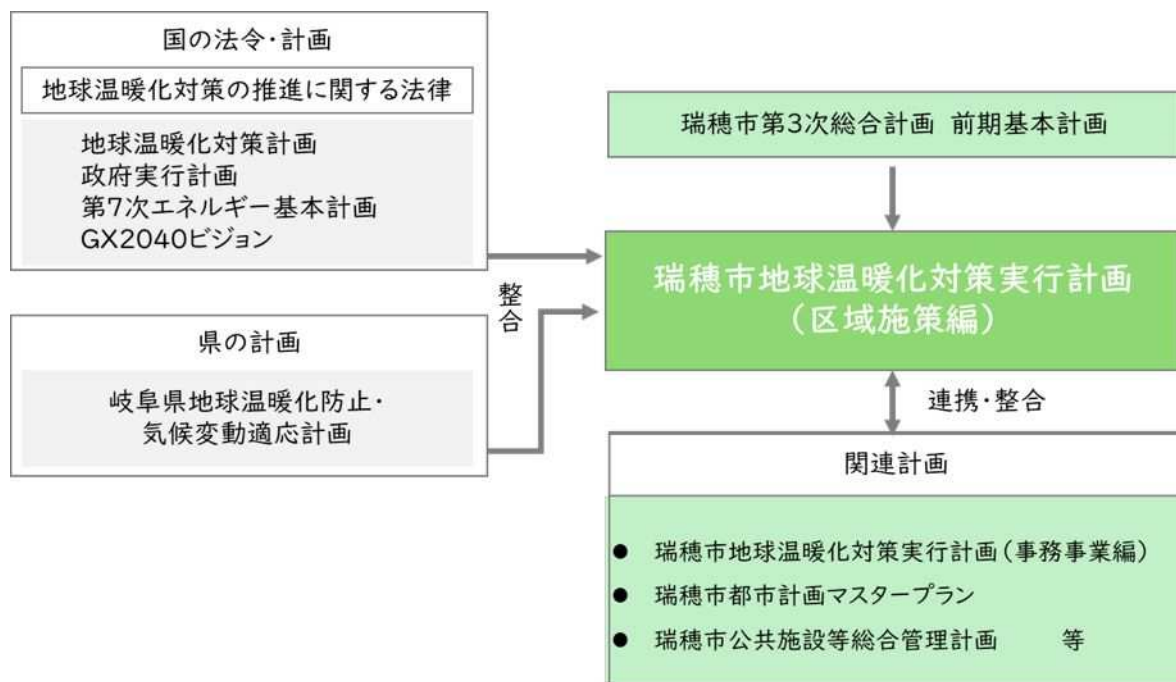 国の法令・計画
地球温暖化対策の推進に関する法律
地球温暖化対策計画
政府実行計画
第7次エネルギー基本計画
GX2040ビジョン
県の計画
岐阜県地球温暖化防止・
気候変動適応計画
整合
瑞穂市第3次総合計画 前期基本計画
瑞穂市地球温暖化対策実行計画
（区域施策編）
連携・整合
関連計画
● 瑞穂市地球温暖化対策実行計画（事務事業編）
● 瑞穂市都市計画マスタープラン
● 瑞穂市公共施設等総合管理計画　　等